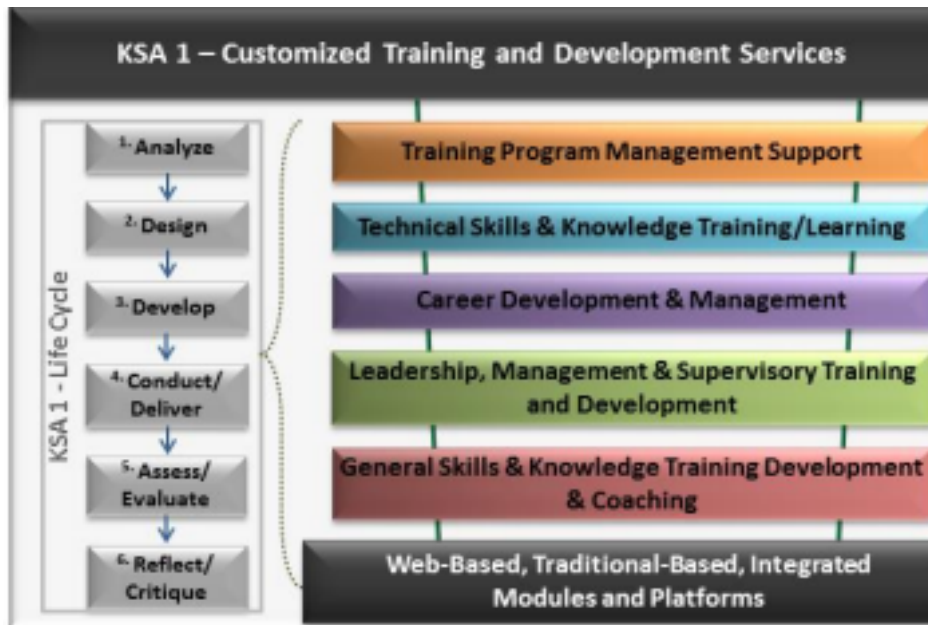 KSA 1 – Customized Training and Development Services
KSA 1 - Life Cycle
1. Analyze
2. Design
3. Develop
4. Conduct/
Deliver
5. Assess/
Evaluate
6. Reflect/
Critique
Training Program Management Support
Technical Skills & Knowledge Training/Learning
Career Development & Management
Leadership, Management & Supervisory Training
and Development
General Skills & Knowledge Training Development
& Coaching
Web-Based, Traditional-Based, Integrated
Modules and Platforms